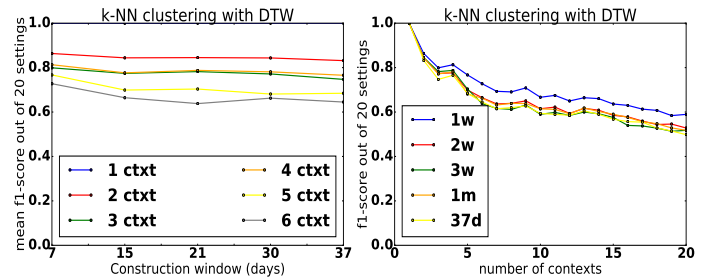 k-NN clustering with DTW
mean f1-score out of 20 settings
1.0
0.8
0.6
0.4
0.2
0.0
1 ctxt
2 ctxt
3 ctxt
4 ctxt
5 ctxt
6 ctxt
7 15 21 30 37
Construction window (days)
k-NN clustering with DTW
f1-score out of 20 settings
1.0
0.8
0.6
0.4
0.2
0.0
1w
2w
3w
1m
37d
0 5 10 15 20
number of contexts